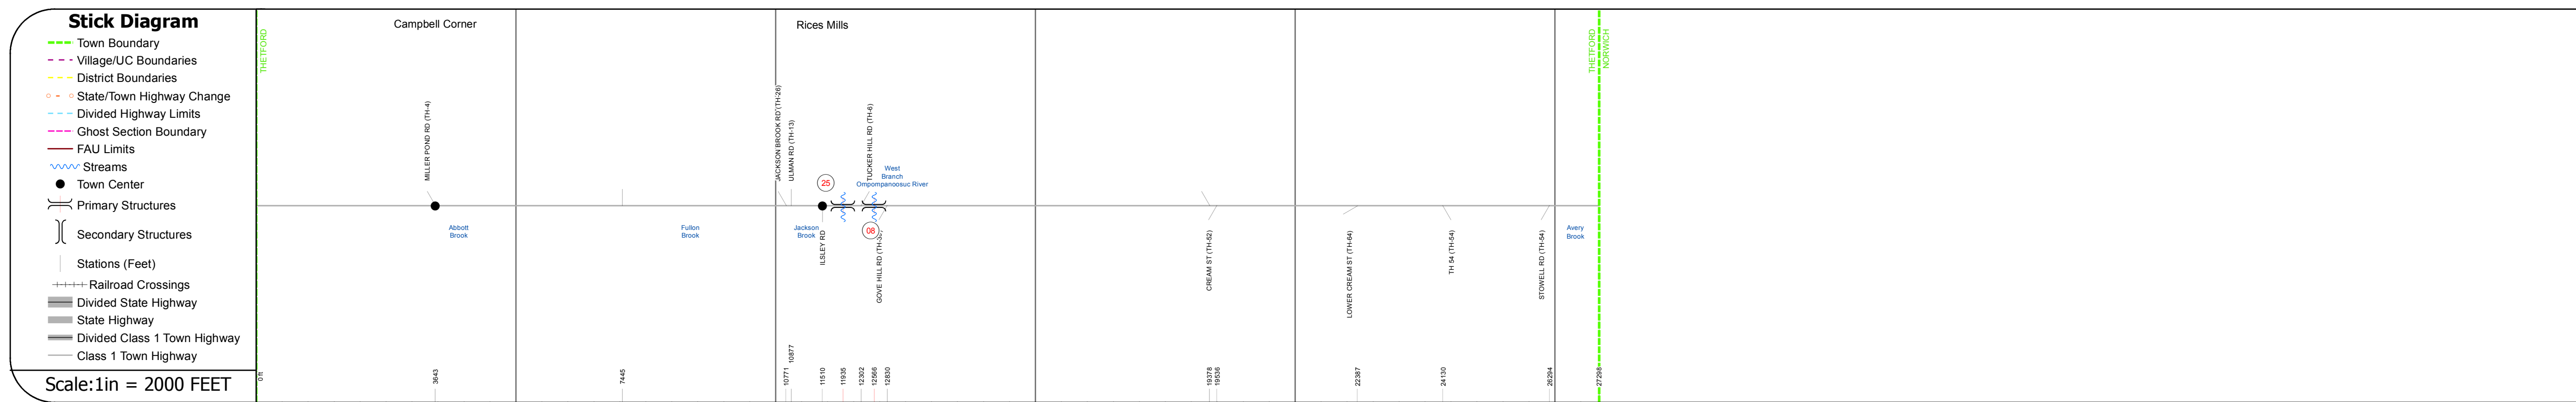 Stick Diagram
Town Boundary
Village/UC Boundaries
District Boundaries
State/Town Highway Change
Divided Highway Limits
Ghost Section Boundary
FAU Limits
Streams
Town Center
Primary Structures
Secondary Structures
Stations (Feet)
Railroad Crossings
Divided State Highway
State Highway
Divided Class 1 Town Highway
Class 1 Town Highway
Scale:1in = 2000 FEET
Campbell Corner
Rices Mills
THETFORD
THETFORD
NORWICH
MILLER POND RD (TH-4)
JACKSON BROOK RD (TH-26)
ULMAN RD (TH-13)
TUCKER HILL RD (TH-6)
West
Branch
Ompompanoosuc River
25
08
Abbott
Brook
Fullon
Brook
Jackson
Brook
ILSLEY RD
GOVE HILL RD
CREAM ST (TH-52)
LOWER CREAM ST (TH-64)
TH 54 (TH-54)
STOWELL RD (TH-54)
Avery
Brook
0 ft
3643
7445
10771
10877
11510
11935
12302
12566
12830
19378
19536
22387
24130
26294
27298